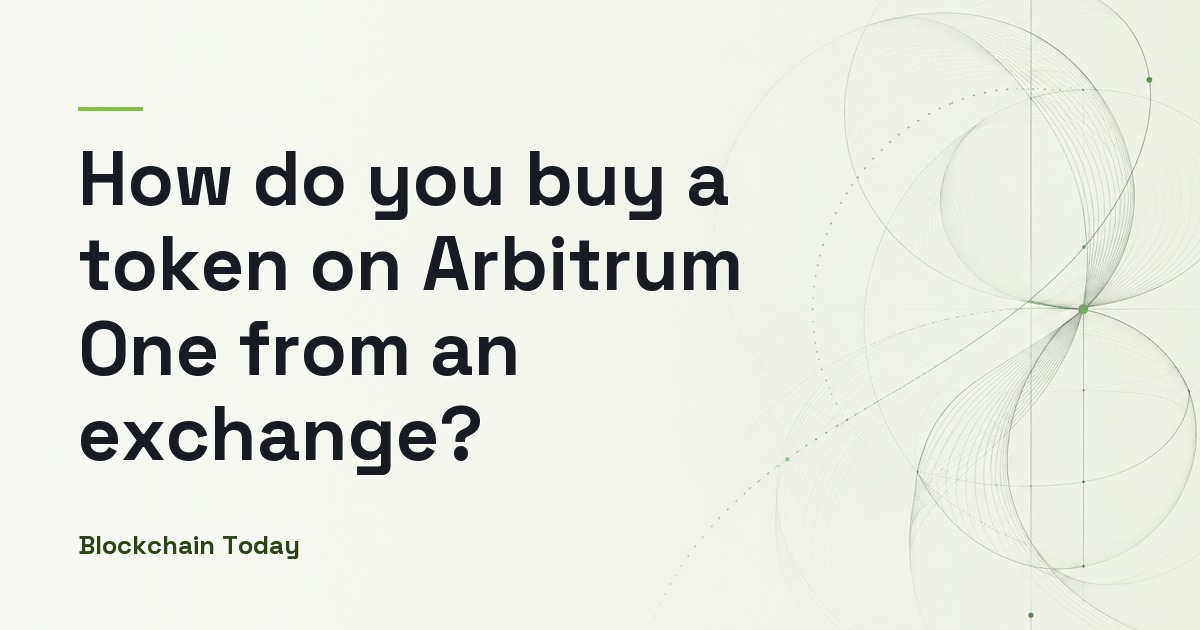 How do you buy a
token on Arbitrum
One from an
exchange?
Blockchain Today